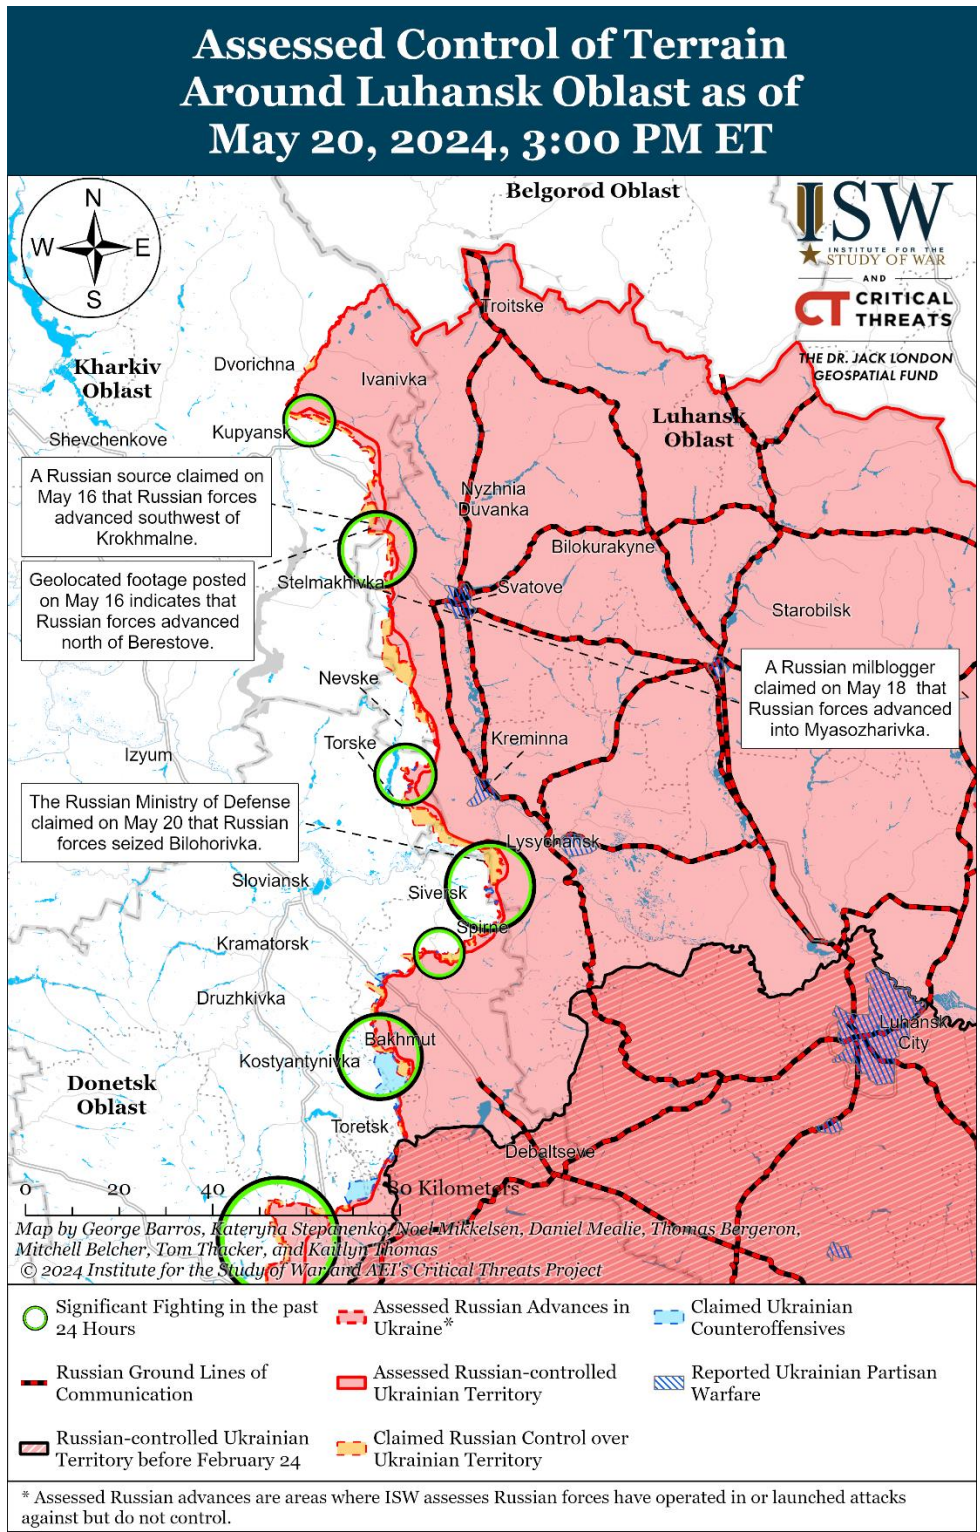 Assessed Control of Terrain
Around Luhansk Oblast as of
May 20, 2024, 3:00 PM ET
Belgorod Oblast
N
W
E
S
ISW
INSTITUTE FOR THE
STUDY OF WAR
AND
CT CRITICAL
THREATS
THE DR. JACK LONDON
GEOSPATIAL FUND
Troitske
Dvorichna
Kharkiv
Oblast
Ivanivka
Luhansk
Oblast
Shevchenkove
Kupyansk
A Russian source claimed on
May 16 that Russian forces
advanced southwest of
Krokhmalne.
Nyzhnia
Duvanka
Bilokurakyne
Geolocated footage posted
on May 16 indicates that
Russian forces advanced
north of Berestove.
Stelmakhivka
Svatove
Starobilsk
A Russian milblogger
claimed on May 18 that
Russian forces advanced
into Myasozharivka.
Nevske
Torske
Izyum
Kreminna
The Russian Ministry of Defense
claimed on May 20 that Russian
forces seized Bilohorivka.
Lysychansk
Sloviansk
Siversk
Spirne
Kramatorsk
Druzhkivka
Luhansk
City
Bakhmut
Kostyantynivka
Donetsk
Oblast
Toretsk
Debaltseve
0 20 40 80 Kilometers
Map by George Barros, Kateryna Stepanenko, Noel Mikkelsen, Daniel Mealie, Thomas Bergeron,
Mitchell Belcher, Tom Thacker, and Kaitlyn Thomas
© 2024 Institute for the Study of War and AEI's Critical Threats Project
Significant Fighting in the past
24 Hours
Assessed Russian Advances in
Ukraine*
Claimed Ukrainian
Counteroffensives
Russian Ground Lines of
Communication
Assessed Russian-controlled
Ukrainian Territory
Reported Ukrainian Partisan
Warfare
Russian-controlled Ukrainian
Territory before February 24
Claimed Russian Control over
Ukrainian Territory
* Assessed Russian advances are areas where ISW assesses Russian forces have operated in or launched attacks
against but do not control.